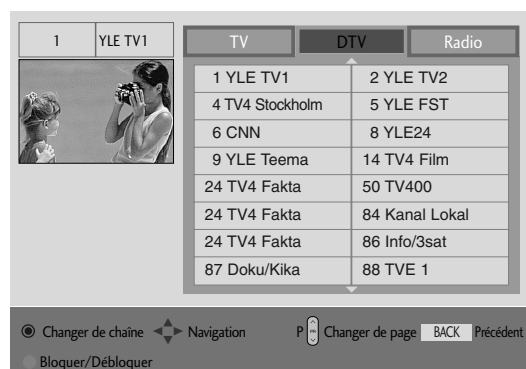 1 YLE TV1
TV DTV Radio
1 YLE TV1 2 YLE TV2
4 TV4 Stockholm 5 YLE FST
6 CNN 8 YLE24
9 YLE Teema 14 TV4 Film
24 TV4 Fakta 50 TV400
24 TV4 Fakta 84 Kanal Lokal
24 TV4 Fakta 86 Info/3sat
87 Doku/Kika 88 TVE 1
Changer de chaîne Navigation P PR Changer de page BACK Précédent
Bloquer/Débloquer